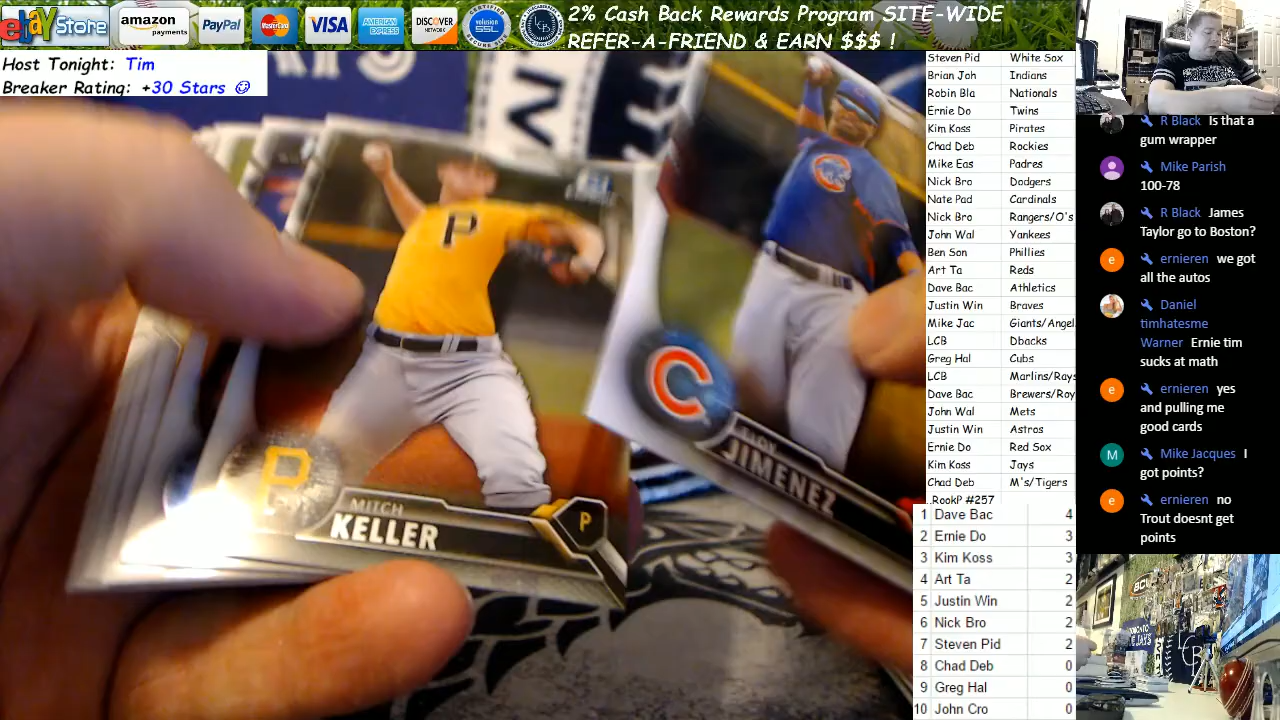 ebay Store
amazon payments
PayPal
MasterCard
VISA
AMERICAN EXPRESS
DISCOVER NETWORK
volusion SSL
CERTIFIED SECURE
LCB
2% Cash Back Rewards Program SITE-WIDE
REFER-A-FRIEND & EARN $$$ !
Host Tonight: Tim
Breaker Rating: +30 Stars ☺
P
P
MITCH
KELLER
P
C
C
ELOY
JIMENEZ
Steven Pid White Sox
Brian Joh Indians
Robin Bla Nationals
Ernie Do Twins
Kim Koss Pirates
Chad Deb Rockies
Mike Eas Padres
Nick Bro Dodgers
Nate Pad Cardinals
Nick Bro Rangers/O's
John Wal Yankees
Ben Son Phillies
Art Ta Reds
Dave Bac Athletics
Justin Win Braves
Mike Jac Giants/Angel
LCB Dbacks
Greg Hal Cubs
LCB Marlins/Rays
Dave Bac Brewers/Roy
John Wal Mets
Justin Win Astros
Ernie Do Red Sox
Kim Koss Jays
Chad Deb M's/Tigers
RookP #257
1 Dave Bac 4
2 Ernie Do 3
3 Kim Koss 3
4 Art Ta 2
5 Justin Win 2
6 Nick Bro 2
7 Steven Pid 2
8 Chad Deb 0
9 Greg Hal 0
10 John Cro 0
R Black Is that a
gum wrapper
Mike Parish
100-78
R Black James
Taylor go to Boston?
e
ernieren we got
all the autos
Daniel
timhatesme
Warner Ernie tim
sucks at math
e
ernieren yes
and pulling me
good cards
M
Mike Jacques I
got points?
e
ernieren no
Trout doesnt get
points